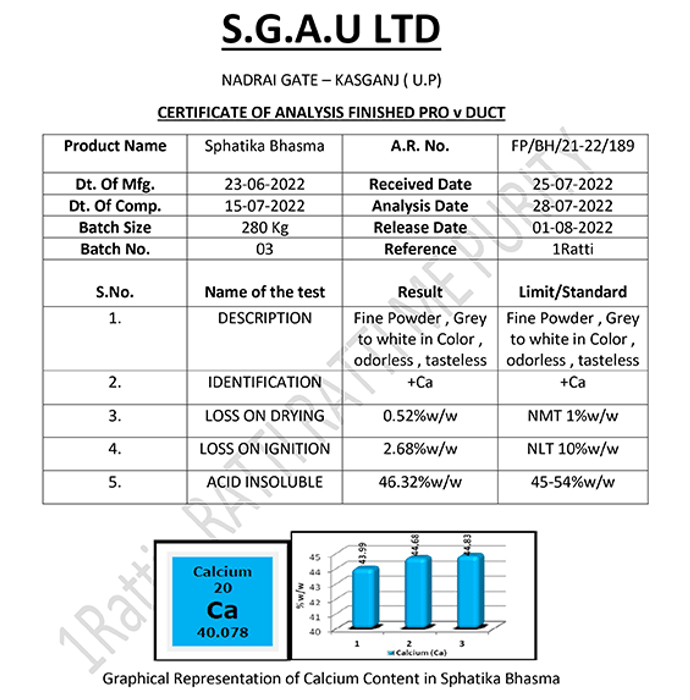 S.G.A.U LTD
NADRAI GATE – KASGANJ ( U.P)
CERTIFICATE OF ANALYSIS FINISHED PRO v DUCT
Product Name Sphatika Bhasma A.R. No. FP/BH/21-22/189
Dt. Of Mfg. 23-06-2022 Received Date 25-07-2022
Dt. Of Comp. 15-07-2022 Analysis Date 28-07-2022
Batch Size 280 Kg Release Date 01-08-2022
Batch No. 03 Reference 1Ratti
S.No. Name of the test Result Limit/Standard
1. DESCRIPTION Fine Powder , Grey Fine Powder , Grey
to white in Color , to white in Color ,
odorless , tasteless odorless , tasteless
2. IDENTIFICATION +Ca +Ca
3. LOSS ON DRYING 0.52%w/w NMT 1%w/w
4. LOSS ON IGNITION 2.68%w/w NLT 10%w/w
5. ACID INSOLUBLE 46.32%w/w 45-54%w/w
1Ratti RATTI RATTI ME PURITY
Calcium
20
Ca
40.078
%w/w
45
44
43
42
41
40
43.99
44.68
44.83
1 2 3
Calcium (Ca)
Graphical Representation of Calcium Content in Sphatika Bhasma